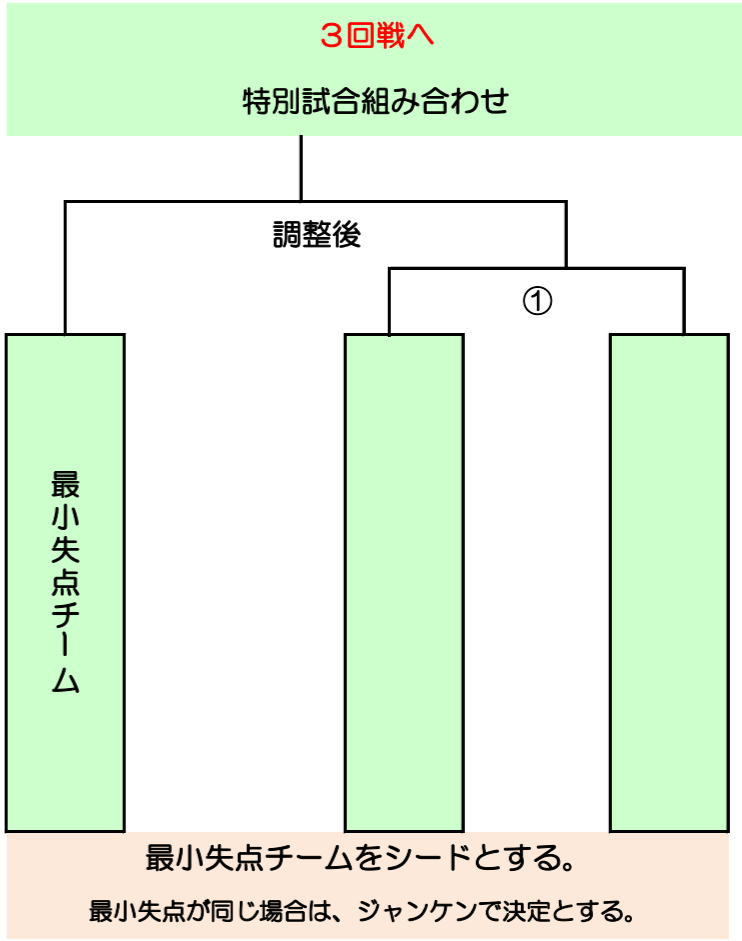 ３回戦へ
特別試合組み合わせ
調整後
①
最小失点チーム
最小失点チームをシードとする。
最小失点が同じ場合は、ジャンケンで決定とする。